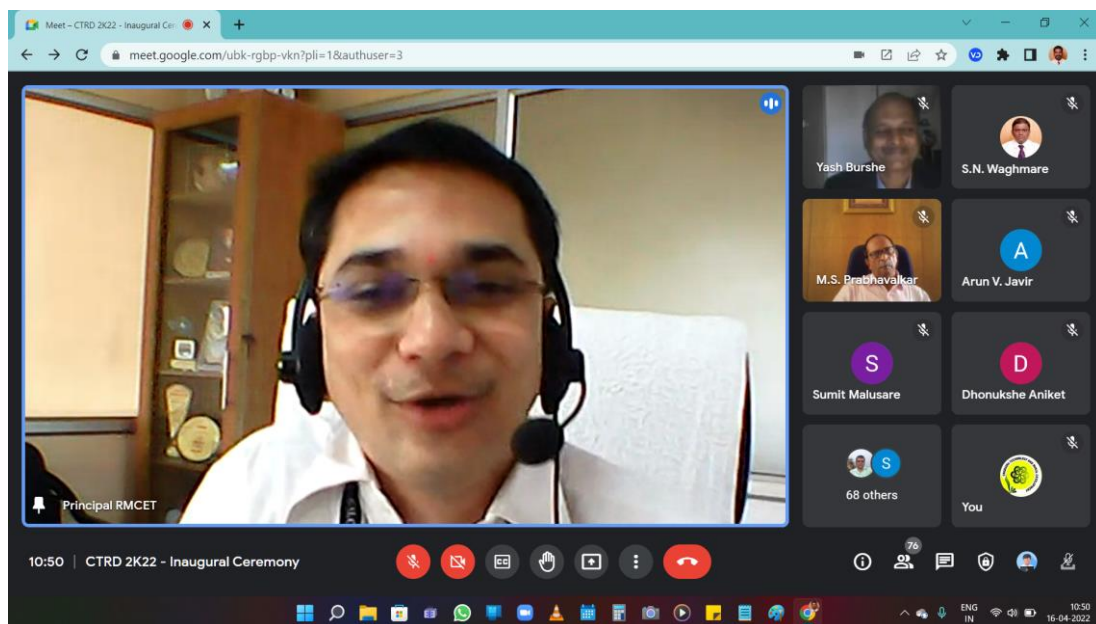 Meet – CTRD 2K22 - Inaugural Cer
meet.google.com/ubk-rgbp-vkn?pli=1&authuser=3
Yash Burshe
S.N. Waghmare
M.S. Prabhavalkar
A
Arun V. Javir
S
Sumit Malusare
D
Dhonukshe Aniket
S
68 others
You
Principal RMCET
10:50 | CTRD 2K22 - Inaugural Ceremony
CC
76
ENG
IN
10:50
16-04-2022